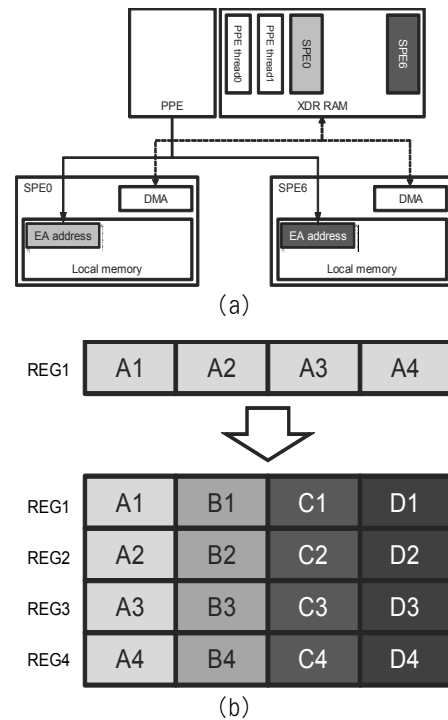 PPE thread0
PPE thread1
SPE0
SPE6
PPE
XDR RAM
SPE0
DMA
EA address
Local memory
SPE6
DMA
EA address
Local memory
(a)
REG1 A1 A2 A3 A4
REG1 A1 B1 C1 D1
REG2 A2 B2 C2 D2
REG3 A3 B3 C3 D3
REG4 A4 B4 C4 D4
(b)